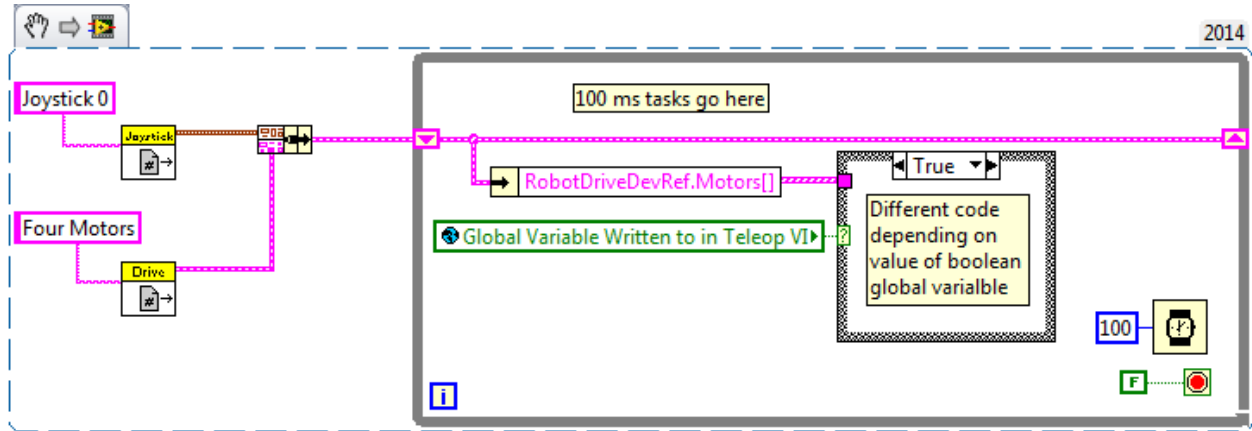 2014
Joystick 0
100 ms tasks go here
Joystick
#
True
RobotDriveDevRef.Motors[]
Different code
depending on
value of boolean
global varialble
Four Motors
Global Variable Written to in Teleop VI
?
Drive
#
100
F
i